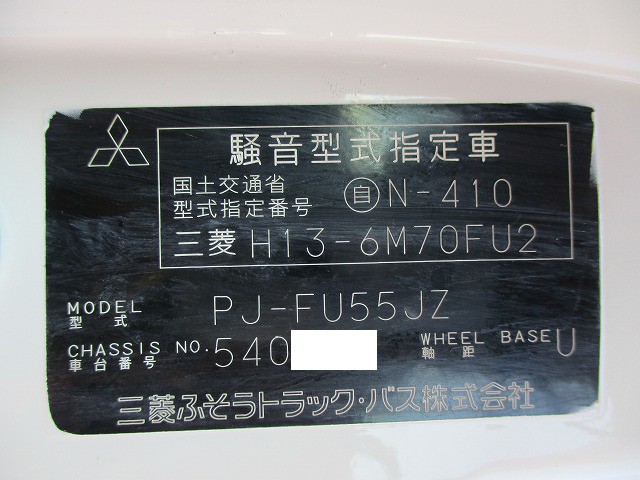 騒音型式指定車
国土交通省
型式指定番号 自N-410
三菱 H13-6M70FU2
MODEL 型式 PJ-FU55JZ
CHASSIS NO. 車台番号 540 WHEEL BASE 軸距 U
三菱ふそうトラック・バス株式会社